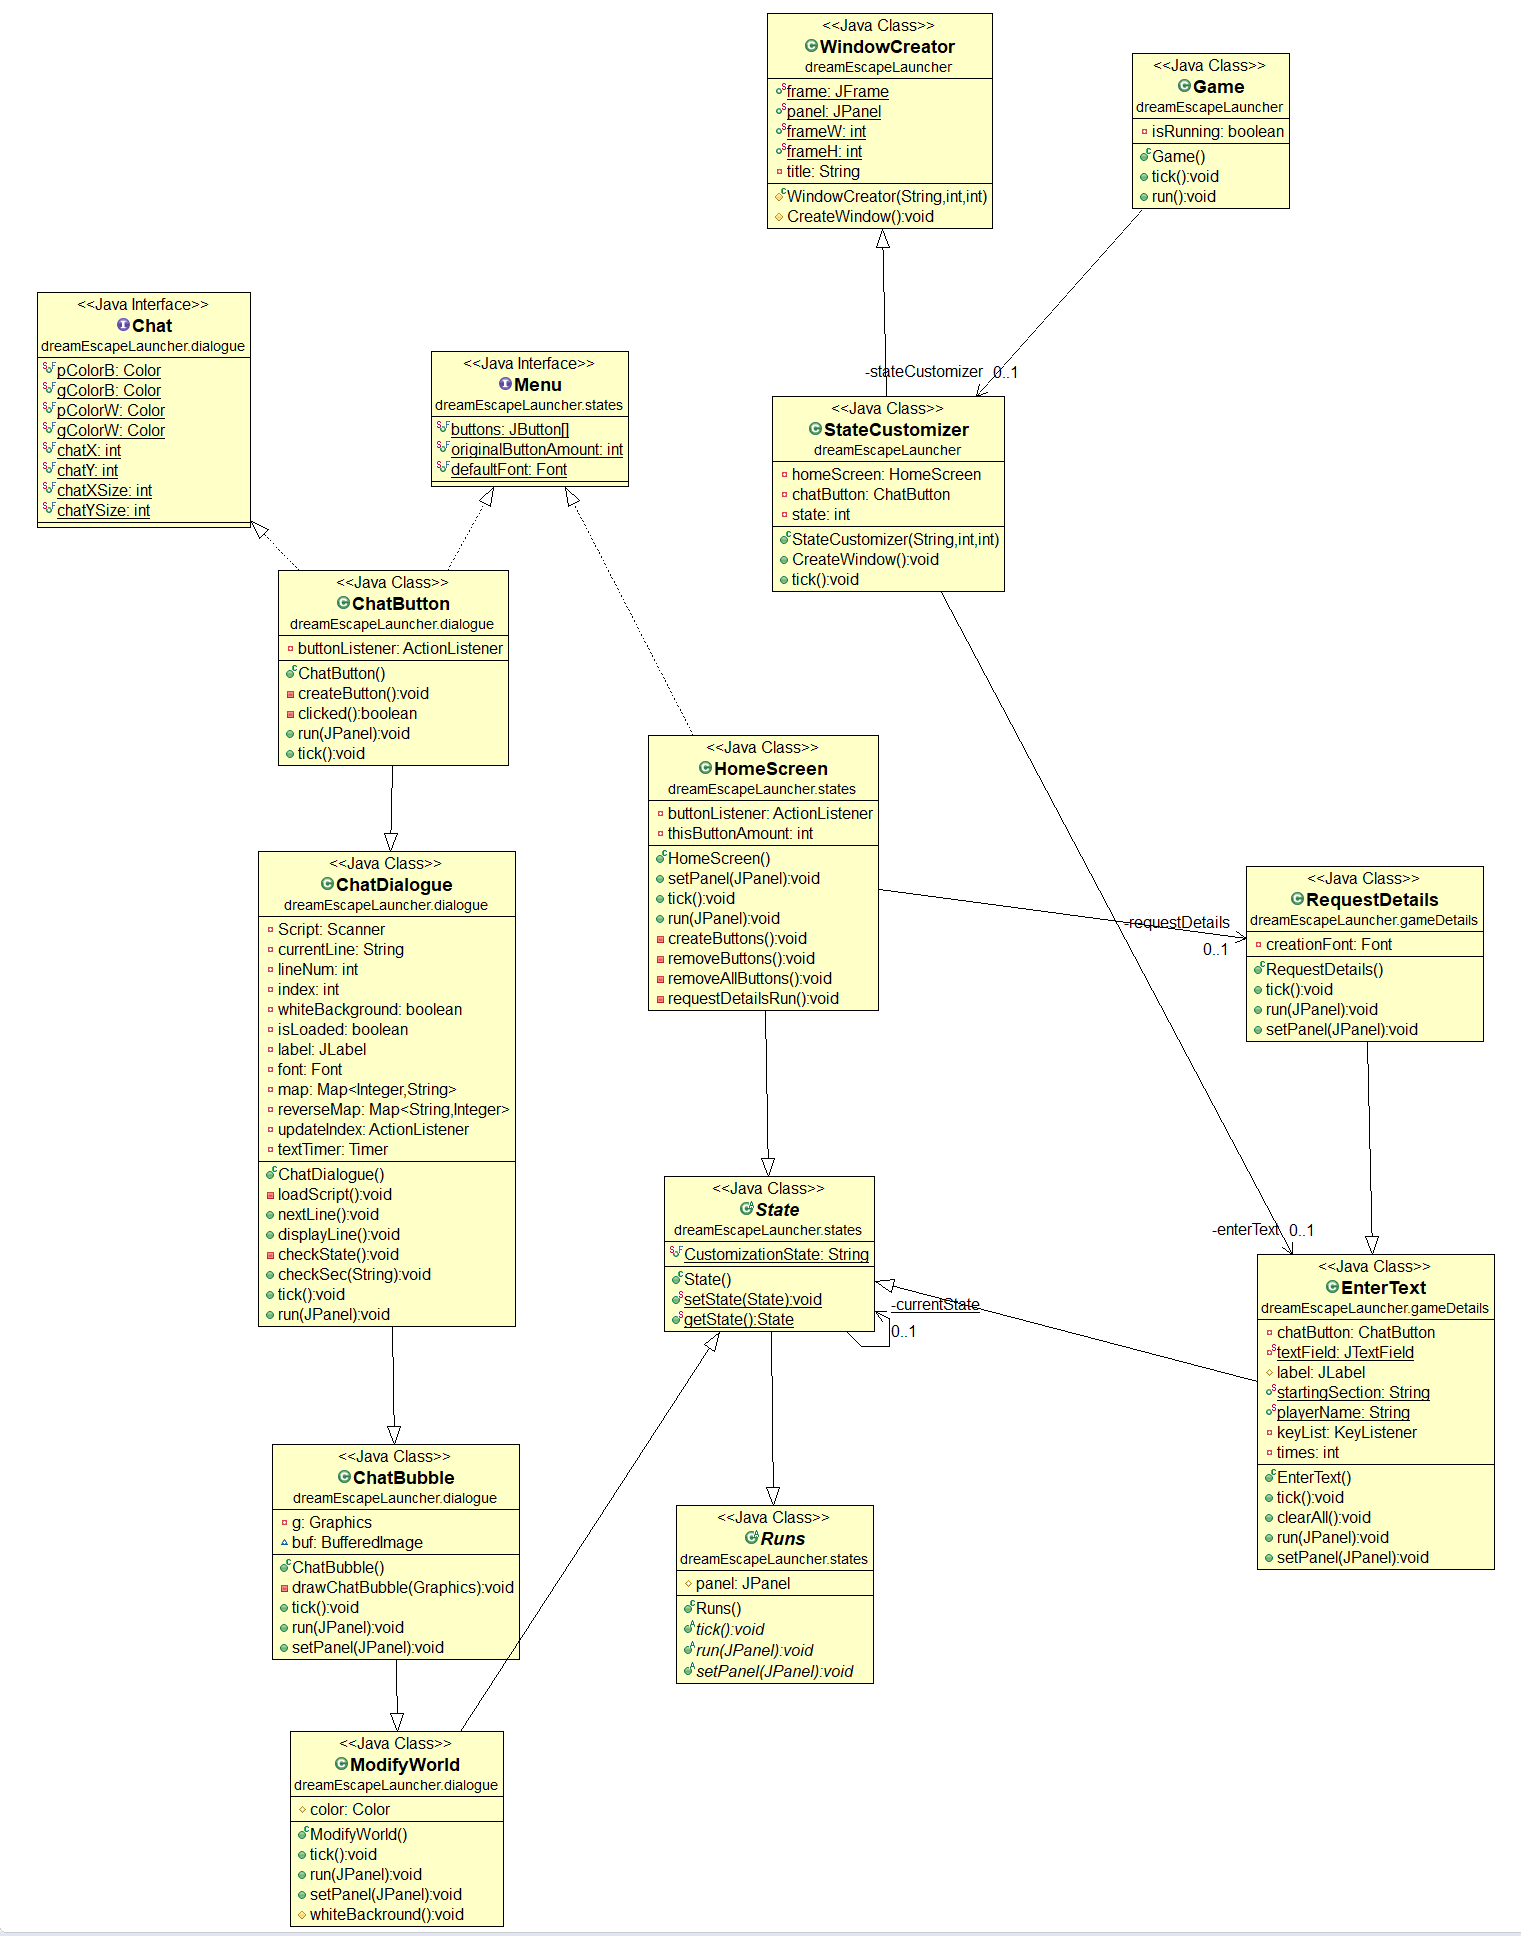 <<Java Class>>
WindowCreator
dreamEscapeLauncher
frame: JFrame
panel: JPanel
frameW: int
frameH: int
title: String
WindowCreator(String,int,int)
CreateWindow():void
<<Java Class>>
Game
dreamEscapeLauncher
isRunning: boolean
Game()
tick():void
run():void
<<Java Interface>>
Chat
dreamEscapeLauncher.dialogue
pColorB: Color
gColorB: Color
pColorW: Color
gColorW: Color
chatX: int
chatY: int
chatXSize: int
chatYSize: int
<<Java Interface>>
Menu
dreamEscapeLauncher.states
buttons: JButton[]
originalButtonAmount: int
defaultFont: Font
-stateCustomizer 0..1
<<Java Class>>
StateCustomizer
dreamEscapeLauncher
homeScreen: HomeScreen
chatButton: ChatButton
state: int
StateCustomizer(String,int,int)
CreateWindow():void
tick():void
<<Java Class>>
ChatButton
dreamEscapeLauncher.dialogue
buttonListener: ActionListener
ChatButton()
createButton():void
clicked():boolean
run(JPanel):void
tick():void
<<Java Class>>
HomeScreen
dreamEscapeLauncher.states
buttonListener: ActionListener
thisButtonAmount: int
HomeScreen()
setPanel(JPanel):void
tick():void
run(JPanel):void
createButtons():void
removeButtons():void
removeAllButtons():void
requestDetailsRun():void
-requestDetails
0..1
<<Java Class>>
RequestDetails
dreamEscapeLauncher.gameDetails
creationFont: Font
RequestDetails()
tick():void
run(JPanel):void
setPanel(JPanel):void
<<Java Class>>
ChatDialogue
dreamEscapeLauncher.dialogue
Script: Scanner
currentLine: String
lineNum: int
index: int
whiteBackground: boolean
isLoaded: boolean
label: JLabel
font: Font
map: Map<Integer,String>
reverseMap: Map<String,Integer>
updateIndex: ActionListener
textTimer: Timer
ChatDialogue()
loadScript():void
nextLine():void
displayLine():void
checkState():void
checkSec(String):void
tick():void
run(JPanel):void
<<Java Class>>
State
dreamEscapeLauncher.states
CustomizationState: String
State()
setState(State):void
getState():State
-currentState
0..1
-enterText 0..1
<<Java Class>>
EnterText
dreamEscapeLauncher.gameDetails
chatButton: ChatButton
textField: JTextField
label: JLabel
startingSection: String
playerName: String
keyList: KeyListener
times: int
EnterText()
tick():void
clearAll():void
run(JPanel):void
setPanel(JPanel):void
<<Java Class>>
ChatBubble
dreamEscapeLauncher.dialogue
g: Graphics
buf: BufferedImage
ChatBubble()
drawChatBubble(Graphics):void
tick():void
run(JPanel):void
setPanel(JPanel):void
<<Java Class>>
Runs
dreamEscapeLauncher.states
panel: JPanel
Runs()
tick():void
run(JPanel):void
setPanel(JPanel):void
<<Java Class>>
ModifyWorld
dreamEscapeLauncher.dialogue
color: Color
ModifyWorld()
tick():void
run(JPanel):void
setPanel(JPanel):void
whiteBackround():void